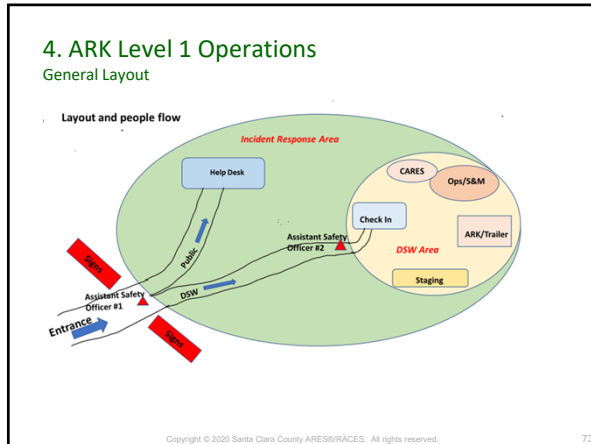 4. ARK Level 1 Operations
General Layout
Layout and people flow
Incident Response Area
Help Desk
CARES
Ops/S&M
Check In
ARK/Trailer
Assistant Safety
Officer #2
DSW Area
Staging
Public
DSW
Signs
Assistant Safety
Officer #1
Entrance
Signs
Copyright © 2020 Santa Clara County ARES®/RACES. All rights reserved.
73